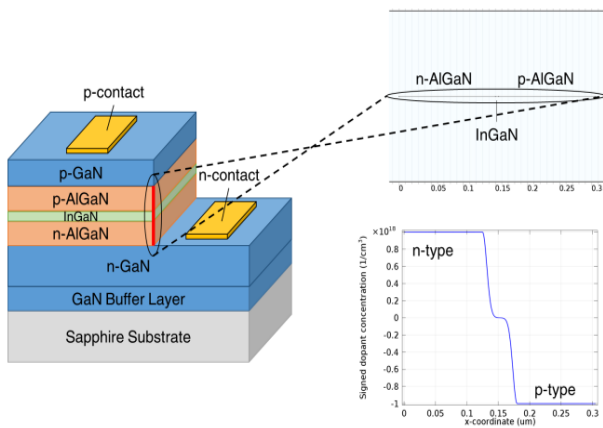 p-contact
n-contact
p-GaN
p-AlGaN
InGaN
n-AlGaN
n-GaN
GaN Buffer Layer
Sapphire Substrate
n-AlGaN p-AlGaN
InGaN
0 0.05 0.1 0.15 0.2 0.25 0.3
×10¹⁸
Signed dopant concentration (1/cm³)
n-type
0.8
0.6
0.4
0.2
0
-0.2
-0.4
-0.6
-0.8
-1
p-type
0 0.05 0.1 0.15 0.2 0.25 0.3
x-coordinate (um)